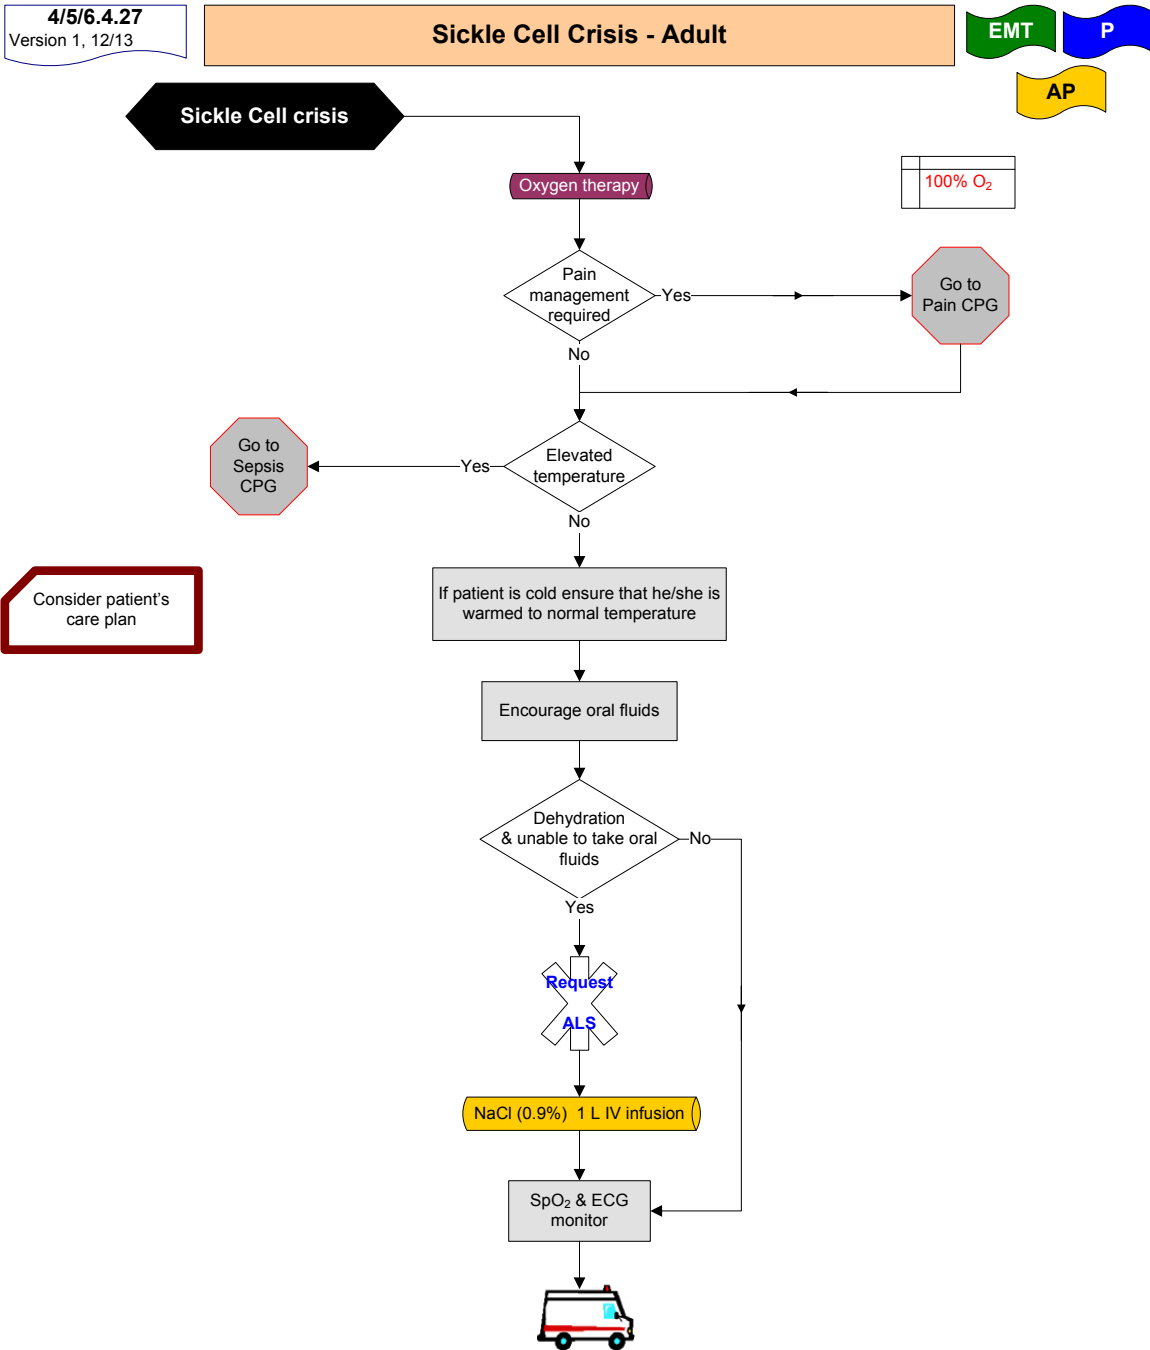 4/5/6.4.27
Version 1, 12/13
Sickle Cell Crisis - Adult
EMT
P
AP
Sickle Cell crisis
Oxygen therapy
100% O₂
Pain
management
required
Yes
Go to
Pain CPG
No
Elevated
temperature
Yes
Go to
Sepsis
CPG
No
If patient is cold ensure that he/she is
warmed to normal temperature
Consider patient's
care plan
Encourage oral fluids
Dehydration
& unable to take oral
fluids
No
Yes
Request
ALS
NaCl (0.9%) 1 L IV infusion
SpO₂ & ECG
monitor